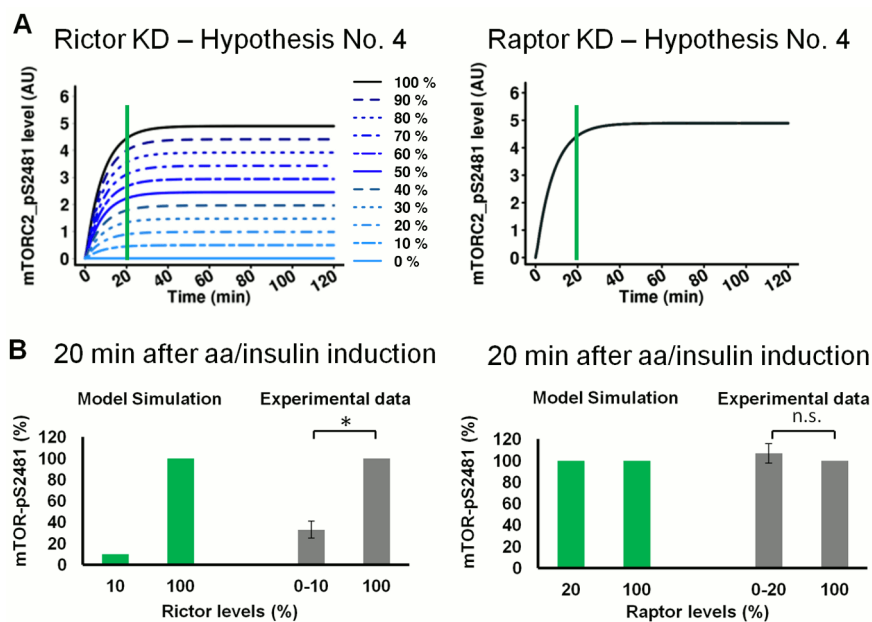 A
Rictor KD – Hypothesis No. 4
Raptor KD – Hypothesis No. 4
mTORC2_pS2481 level (AU)
6
5
4
3
2
1
0
0 20 40 60 80 100 120
Time (min)
100 %
90 %
80 %
70 %
60 %
50 %
40 %
30 %
20 %
10 %
0 %
mTORC2_pS2481 level (AU)
6
5
4
3
2
1
0
0 20 40 60 80 100 120
Time (min)
B
20 min after aa/insulin induction
20 min after aa/insulin induction
Model Simulation
Experimental data
*
mTOR-pS2481 (%)
120
100
80
60
40
20
0
10 100 0-10 100
Rictor levels (%)
Model Simulation
Experimental data
n.s.
mTOR-pS2481 (%)
120
100
80
60
40
20
0
20 100 0-20 100
Raptor levels (%)